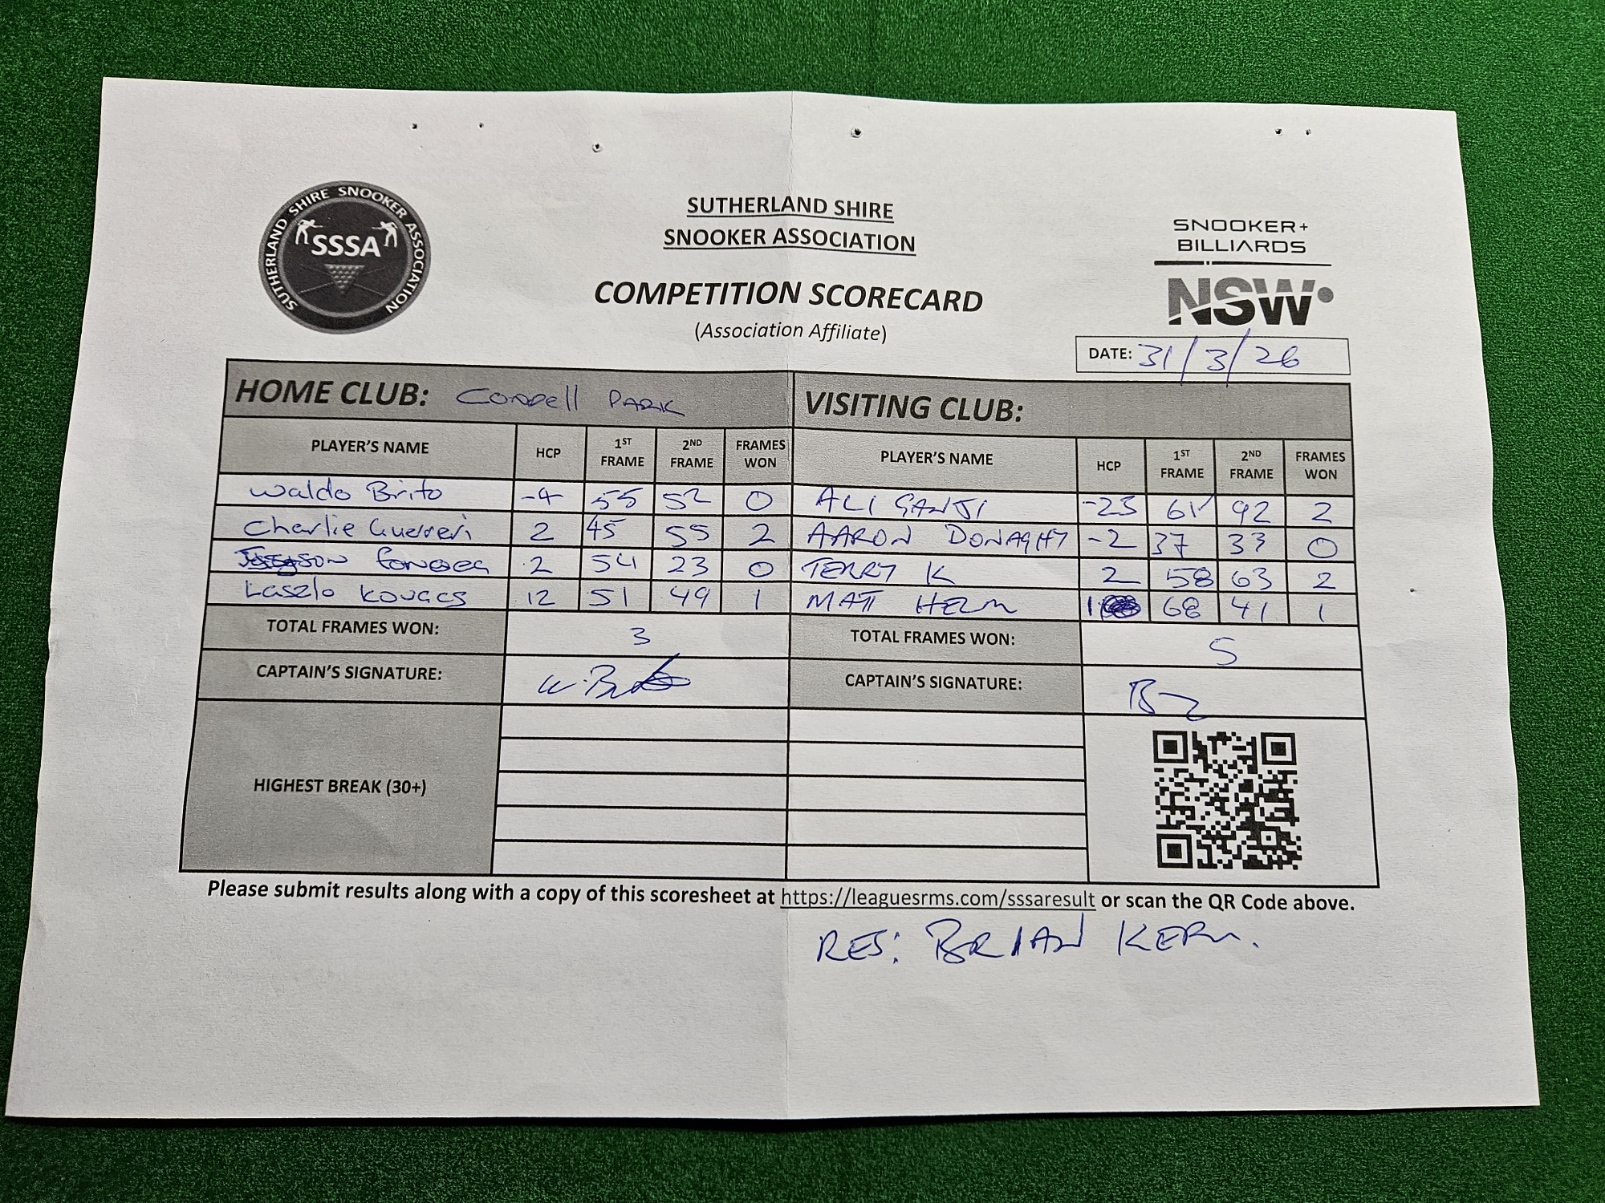 SUTHERLAND SHIRE SNOOKER ASSOCIATION
SSSA
SUTHERLAND SHIRE
SNOOKER ASSOCIATION
COMPETITION SCORECARD
(Association Affiliate)
SNOOKER+
BILLIARDS
NSW
DATE: 31/3/26
HOME CLUB: Condell PARK VISITING CLUB:
PLAYER'S NAME HCP 1ST FRAME 2ND FRAME FRAMES WON PLAYER'S NAME HCP 1ST FRAME 2ND FRAME FRAMES WON
Waldo Brito -4 55 52 0 ALI GANJI -25 61 92 2
Charlie Guerreri 2 45 55 2 AARON DONAGHY -2 37 33 0
2 54 23 0 TERRY K 2 58 63 2
Laszlo Kovacs 12 51 49 1 MATT HERM 1 68 41 1
TOTAL FRAMES WON: 3 TOTAL FRAMES WON: 5
CAPTAIN'S SIGNATURE: CAPTAIN'S SIGNATURE:
HIGHEST BREAK (30+)
Please submit results along with a copy of this scoresheet at https://leaguesrms.com/sssaresult or scan the QR Code above.
RES: BRIAN KERM.